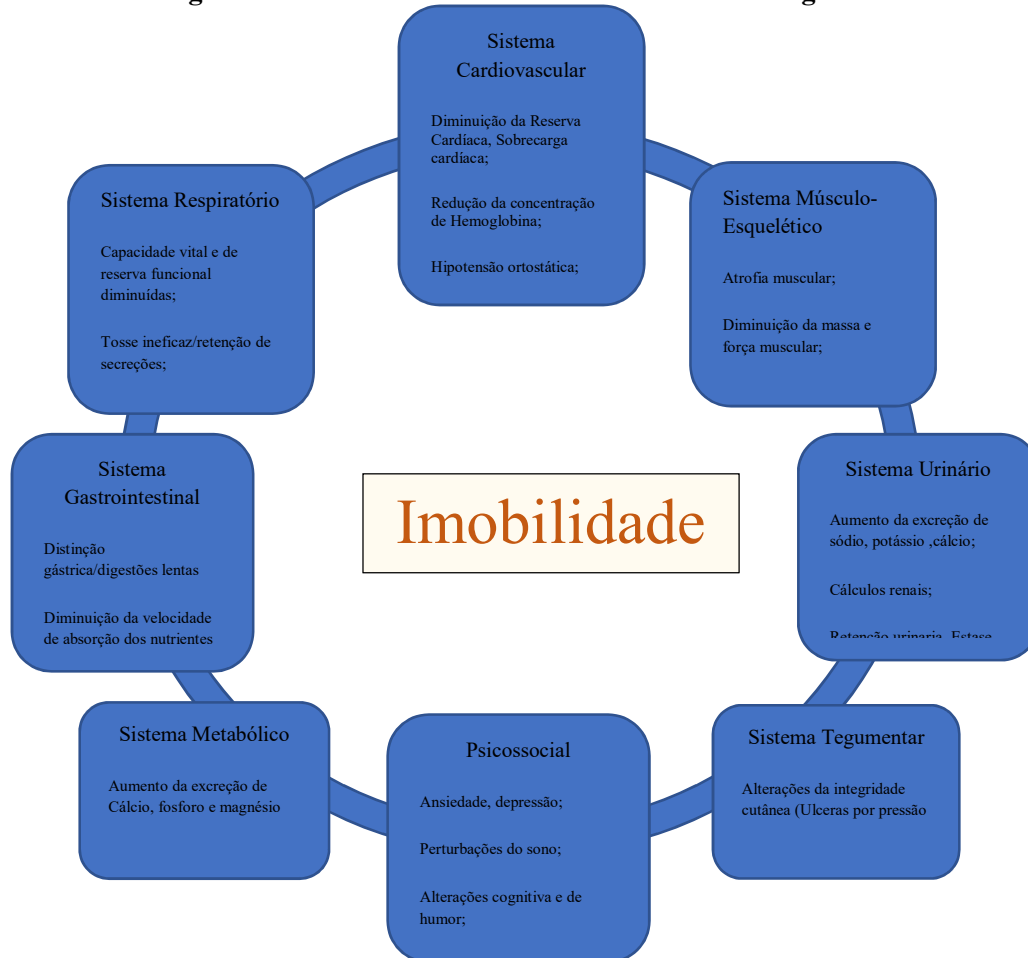 Sistema
Cardiovascular
Diminuição da Reserva
Cardíaca, Sobrecarga
cardíaca;
Redução da concentração
de Hemoglobina;
Hipotensão ortostática;
Sistema Músculo-
Esquelético
Atrofia muscular;
Diminuição da massa e
força muscular;
Sistema Urinário
Aumento da excreção de
sódio, potássio ,cálcio;
Cálculos renais;
Retenção urinaria, Estase
Sistema Tegumentar
Alterações da integridade
cutânea (Ulceras por pressão
Psicossocial
Ansiedade, depressão;
Perturbações do sono;
Alterações cognitiva e de
humor;
Sistema Metabólico
Aumento da excreção de
Cálcio, fosforo e magnésio
Sistema
Gastrointestinal
Distinção
gástrica/digestões lentas
Diminuição da velocidade
de absorção dos nutrientes
Sistema Respiratório
Capacidade vital e de
reserva funcional
diminuídas;
Tosse ineficaz/retenção de
secreções;
Imobilidade